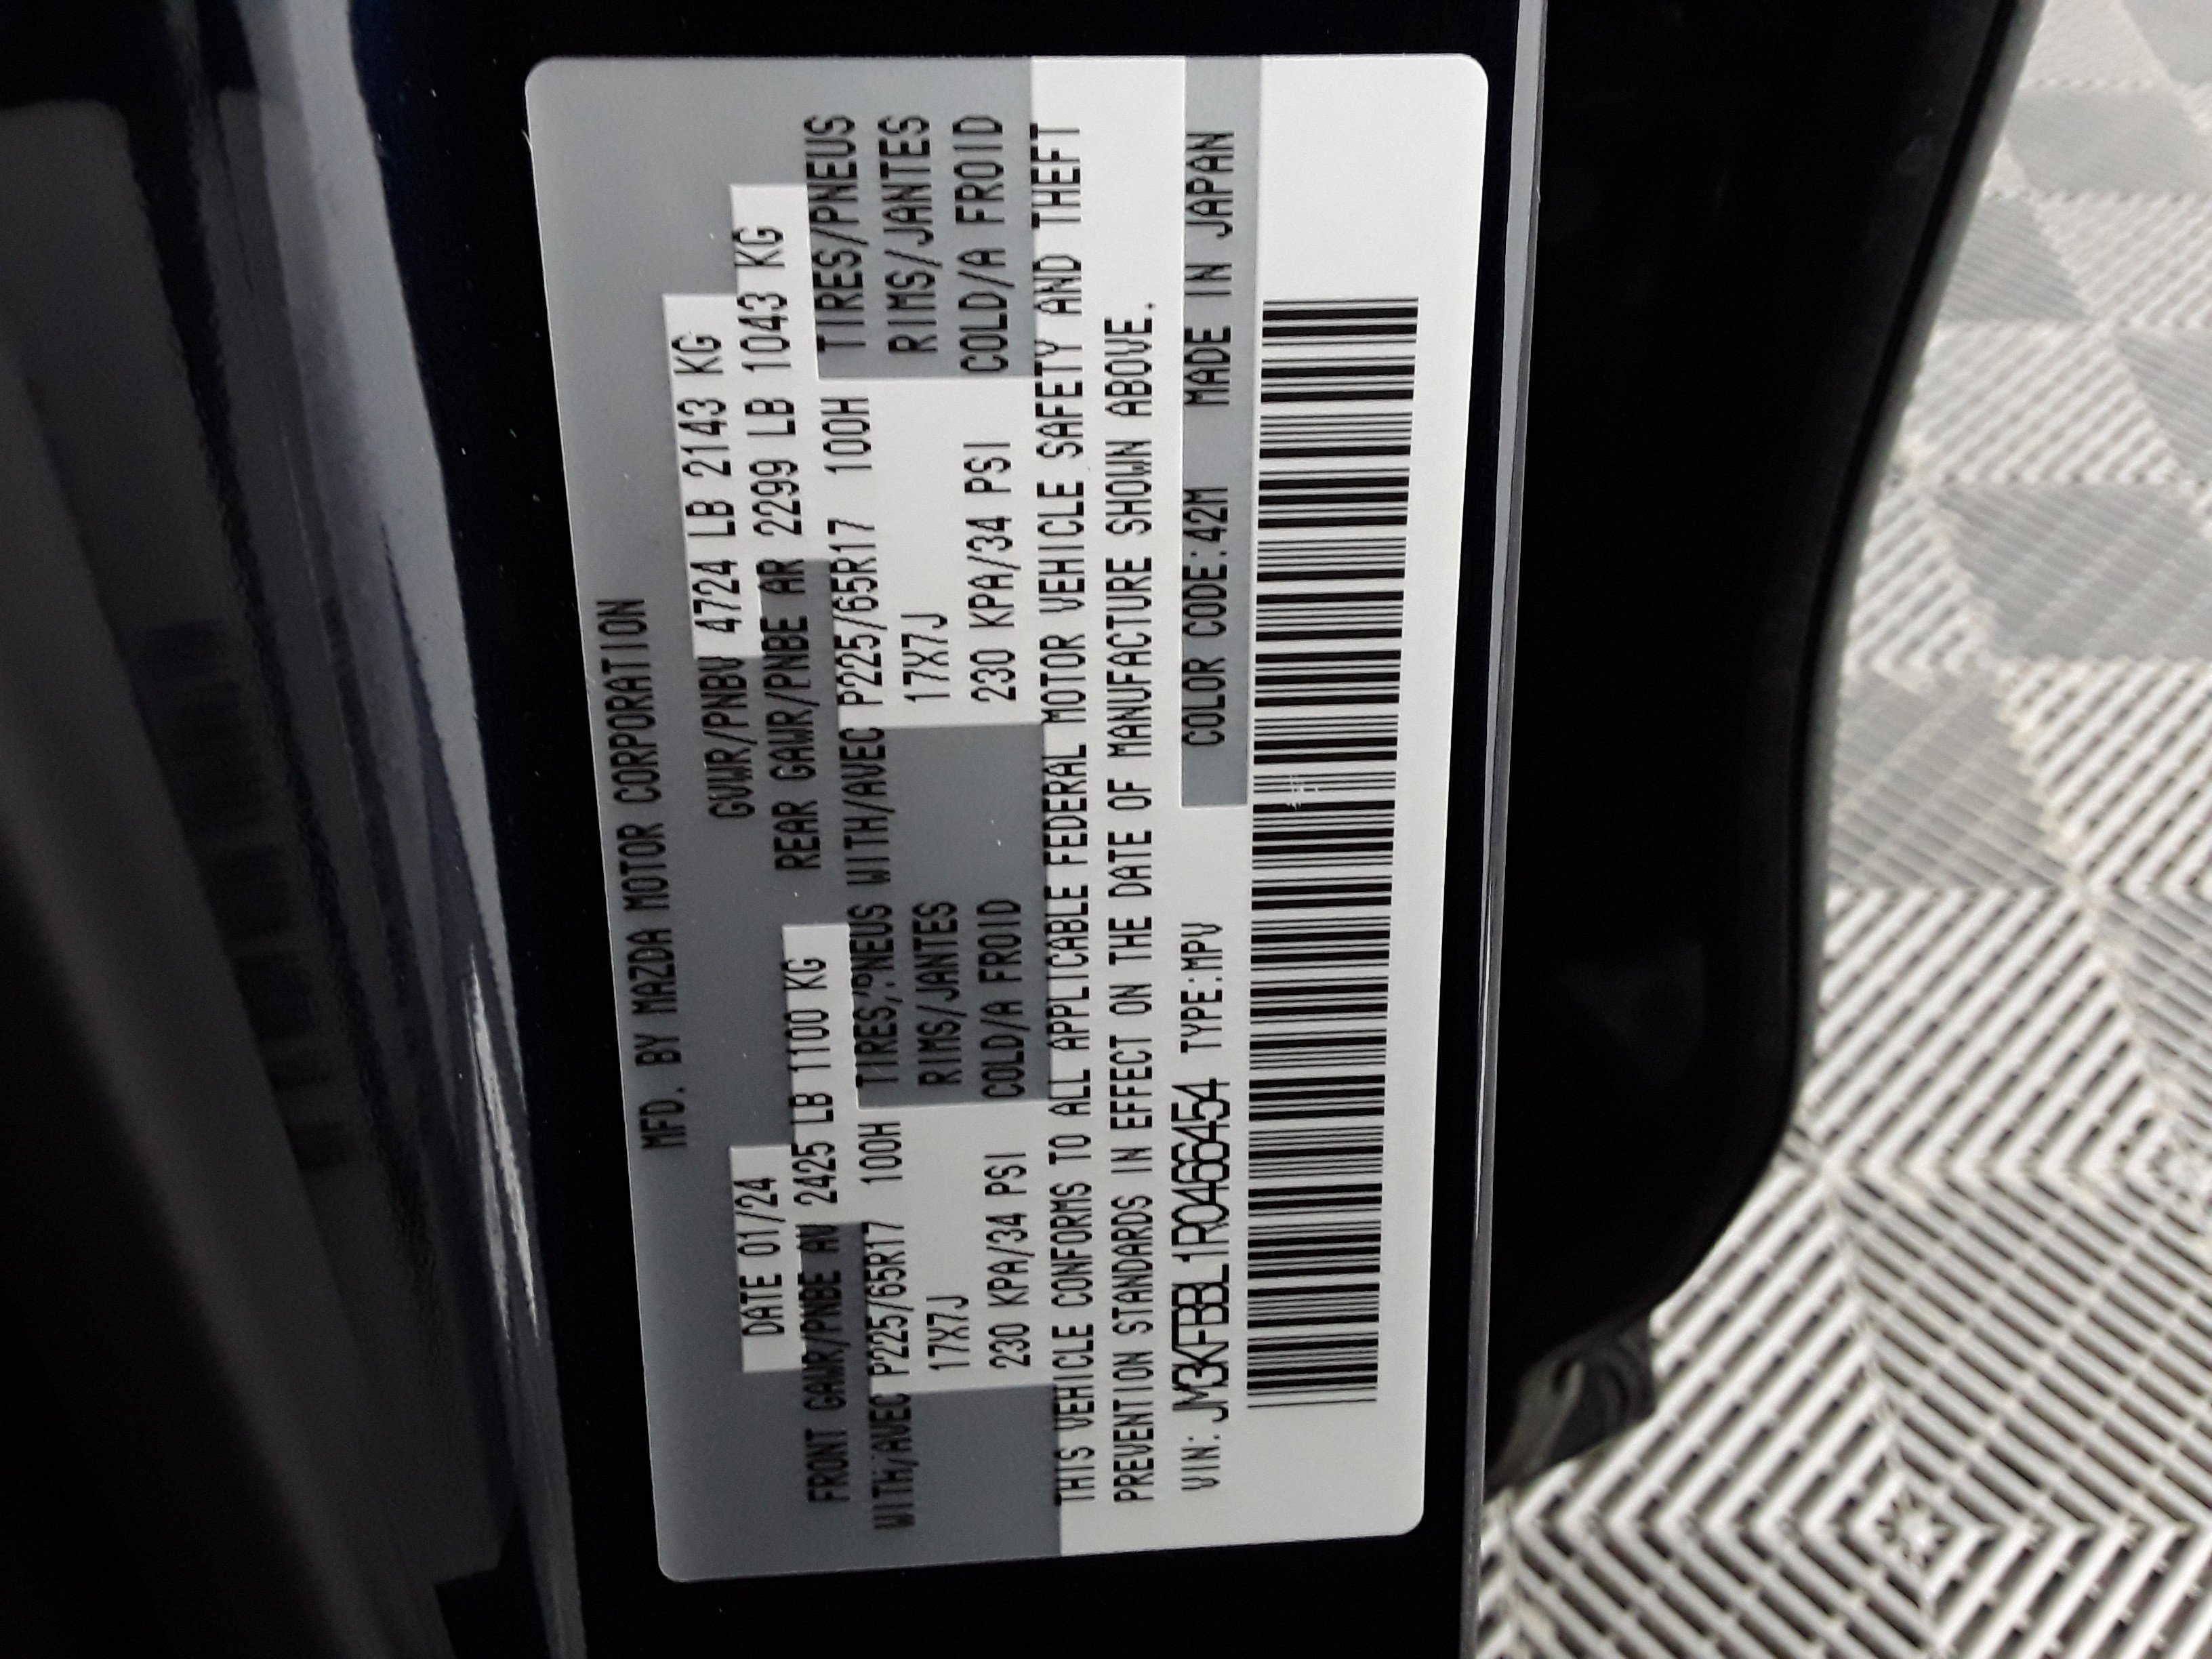 MFD. BY MAZDA MOTOR CORPORATION
DATE 01/24 GVWR/PNBV 4724 LB 2143 KG
FRONT GAWR/PNBE AV 2425 LB 1100 KG REAR GAWR/PNBE AR 2299 LB 1043 KG
WITH/AVEC P225/65R17 100H TIRES/PNEUS WITH/AVEC P225/65R17 100H TIRES/PNEUS
17X7J RIMS/JANTES 17X7J RIMS/JANTES
230 KPA/34 PSI COLD/A FROID 230 KPA/34 PSI COLD/A FROID
THIS VEHICLE CONFORMS TO ALL APPLICABLE FEDERAL MOTOR VEHICLE SAFETY AND THEFT
PREVENTION STANDARDS IN EFFECT ON THE DATE OF MANUFACTURE SHOWN ABOVE.
VIN: JM3KFBBL1R0466454 TYPE:MPV COLOR CODE:42M MADE IN JAPAN